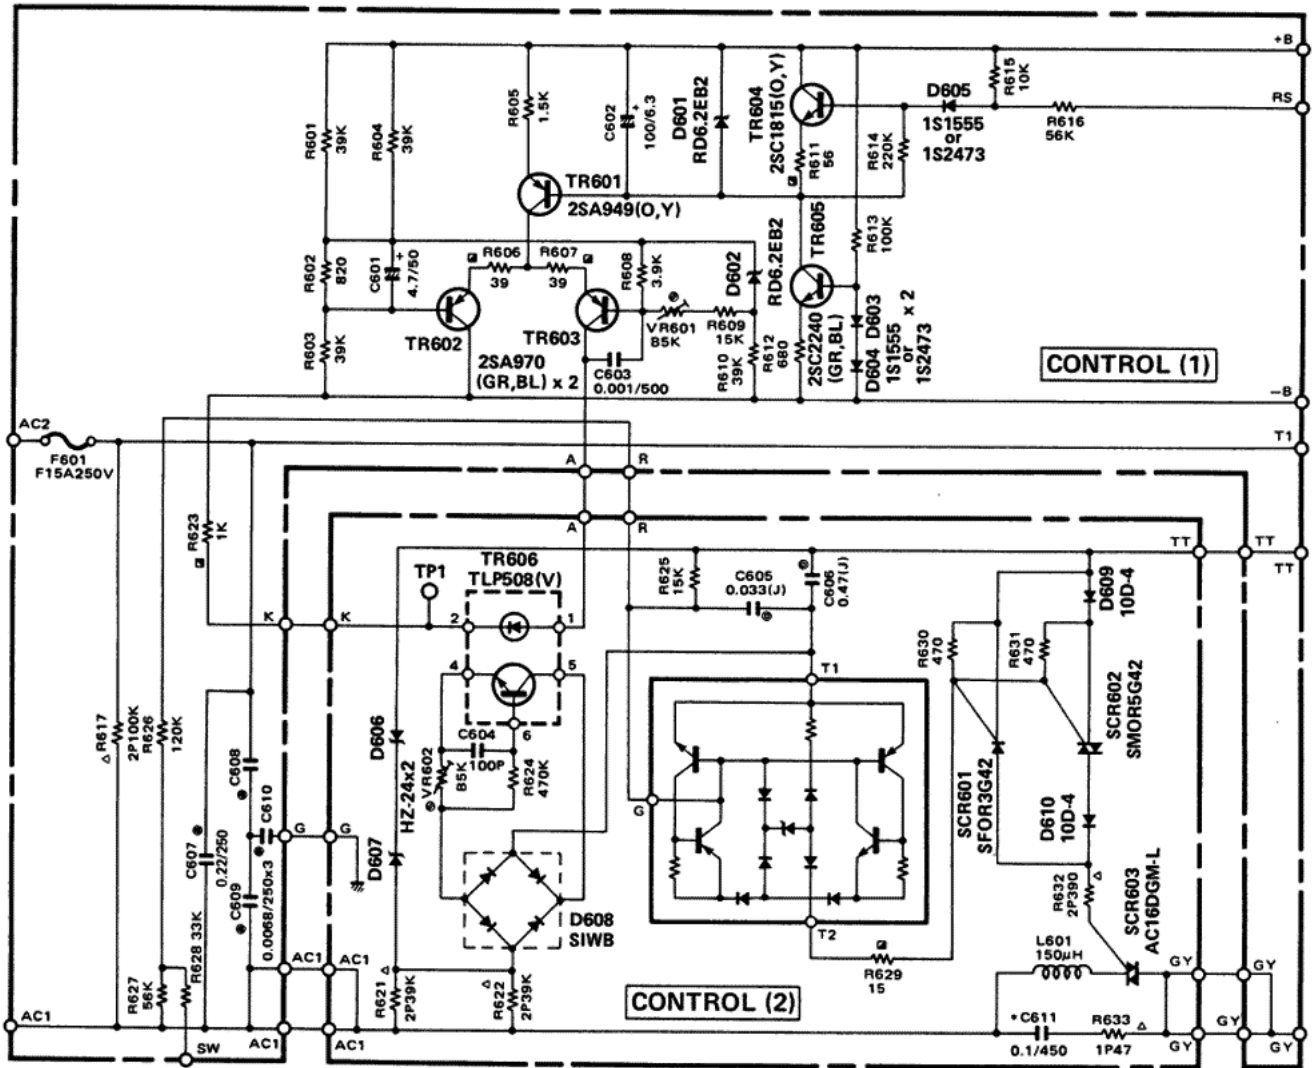 +B
R615
10K
R605
1.5K
C602
+
100/6.3
D601
RD6.2EB2
TR604
2SC1815(O,Y)
D605
1S1555
or
1S2473
RS
R616
56K
R601
39K
R604
39K
R611
56
R614
220K
TR601
2SA949(O,Y)
R602
820
C601
+
4.7/50
R606
39
R607
39
R608
3.9K
D602
RD6.2EB2
TR605
2SC2240
(GR,BL)
R613
100K
D604 D603
1S1555 x 2
or
1S2473
R603
39K
TR602
TR603
2SA970
(GR,BL) x 2
VR601
B5K
R609
15K
C603
0.001/500
R610
39K
R612
680
CONTROL (1)
-B
AC2
F601
F15A250V
T1
A
R
A
R
R623
1K
TR606
TLP508(V)
TP1
R625
15K
C605
0.033(J)
C606
0.47(J)
TT
TT
TT
D609
10D-4
K
K
2
1
4
5
6
R630
470
R631
470
SCR602
SMOR5G42
T1
R617
2P100K
R626
120K
C608
D606
HZ-24x2
VR602
B5K
C604
100P
R624
470K
G
SCR601
SFOR3G42
D610
10D-4
C607
0.22/250
C610
G
G
D607
C609
0.0068/250x3
R628 33K
D608
SIWB
T2
R632
2P390
SCR603
AC16DGM-L
R627
56K
AC1
AC1
R621
2P39K
R622
2P39K
R629
15
L601
150μH
GY
GY
CONTROL (2)
AC1
AC1
AC1
SW
*C611
0.1/450
R633
1P47
GY
GY
GY